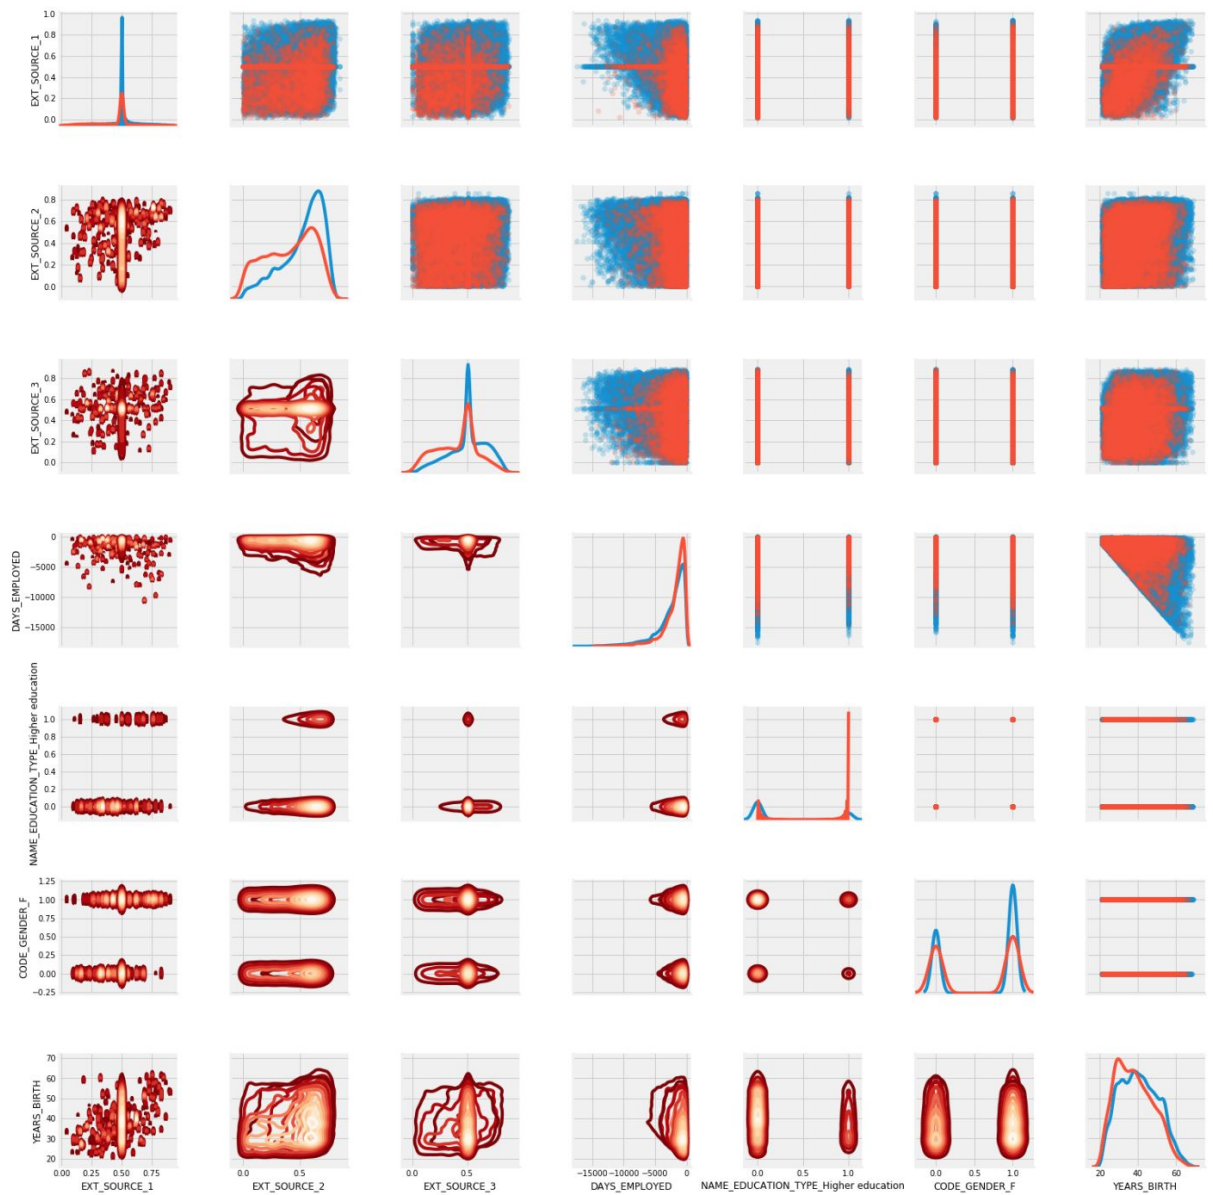 1.0
0.8
0.6
0.4
0.2
0.0
EXT_SOURCE_1
0.8
0.6
0.4
0.2
0.0
EXT_SOURCE_2
0.8
0.6
0.4
0.2
0.0
EXT_SOURCE_3
0
−5000
−10000
−15000
DAYS_EMPLOYED
1.0
0.8
0.6
0.4
0.2
0.0
NAME_EDUCATION_TYPE_Higher education
1.25
1.00
0.75
0.50
0.25
0.00
−0.25
CODE_GENDER_F
70
60
50
40
30
20
YEARS_BIRTH
0.00 0.25 0.50 0.75
0.0 0.5
0.5
−15000 −10000 −5000 0
0.0 0.5 1.0
0.0 0.5 1.0
20 40 60
EXT_SOURCE_1
EXT_SOURCE_2
EXT_SOURCE_3
DAYS_EMPLOYED
NAME_EDUCATION_TYPE_Higher education
CODE_GENDER_F
YEARS_BIRTH